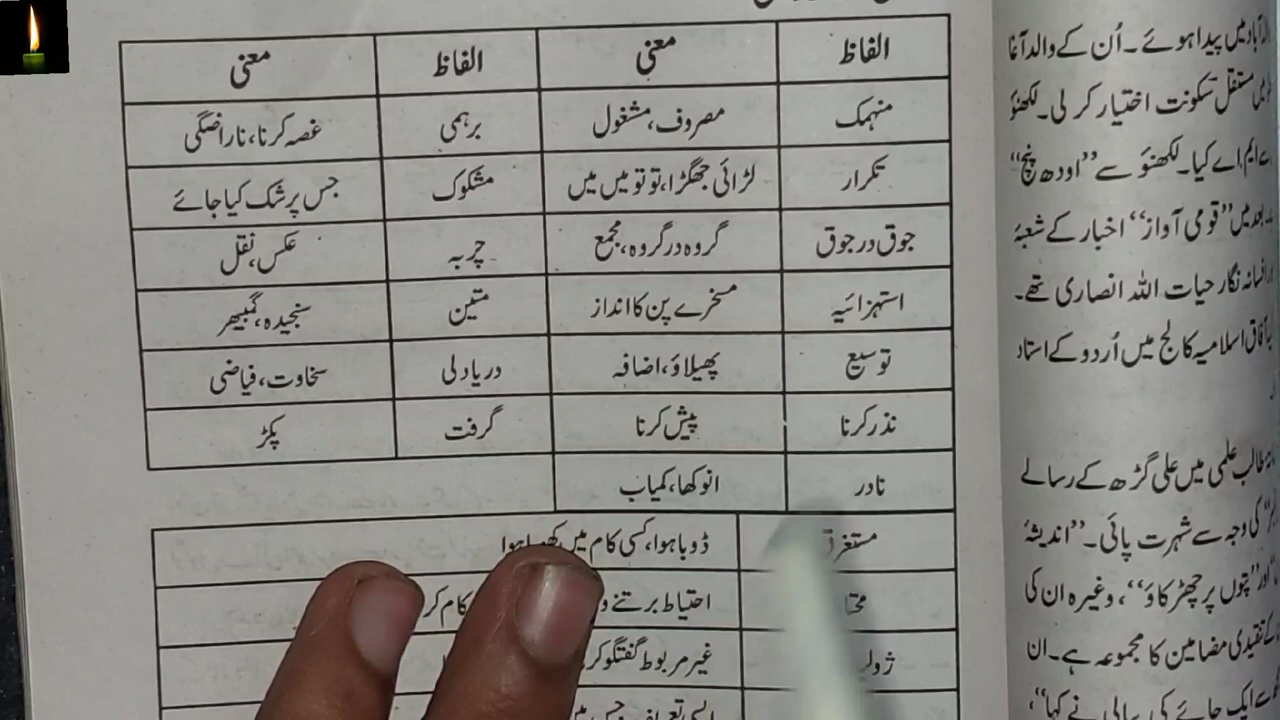 الفاظ معنی الفاظ معنی
منہمک مصروف، مشغول برہمی غصہ کرنا، ناراضگی
تکرار لڑائی جھگڑا، تو تو میں میں مشکوک جس پر شک کیا جائے
جوق در جوق گروہ در گروہ، مجمع چربہ عکس، نقل
استہزائیہ مسخرے پن کا انداز متین سنجیدہ، گمبھیر
توسیع پھیلاؤ، اضافہ دریادلی سخاوت، فیاضی
نذر کرنا پیش کرنا گرفت پکڑ
نادر انوکھا، کمیاب
ڈوبا ہوا، کسی کام میں
احتیاط برتنے
غیر مربوط گفتگو
میں پیدا ہوئے۔ اُن کے والد آغا
مستقل سکونت اختیار کر لی۔ لکھنؤ
ایم اے کیا۔ لکھنؤ سے ”اودھ پنچ“
بعد میں ”قومی آواز“ اخبار کے شعبۂ
افسانہ نگار حیات اللہ انصاری تھے۔
اسلامیہ کالج میں اُردو کے استاد
طالب علمی میں علی گڑھ کے رسالے
کی وجہ سے شہرت پائی۔ ”اندیشۂ
اور ”پتوں پر چھڑکاؤ“، وغیرہ ان کی
تنقیدی مضامین کا مجموعہ ہے۔ ان